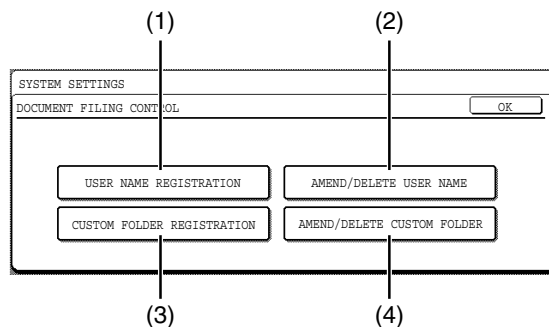 (1) (2)
SYSTEM SETTINGS
DOCUMENT FILING CONTROL OK
USER NAME REGISTRATION AMEND/DELETE USER NAME
CUSTOM FOLDER REGISTRATION AMEND/DELETE CUSTOM FOLDER
(3) (4)